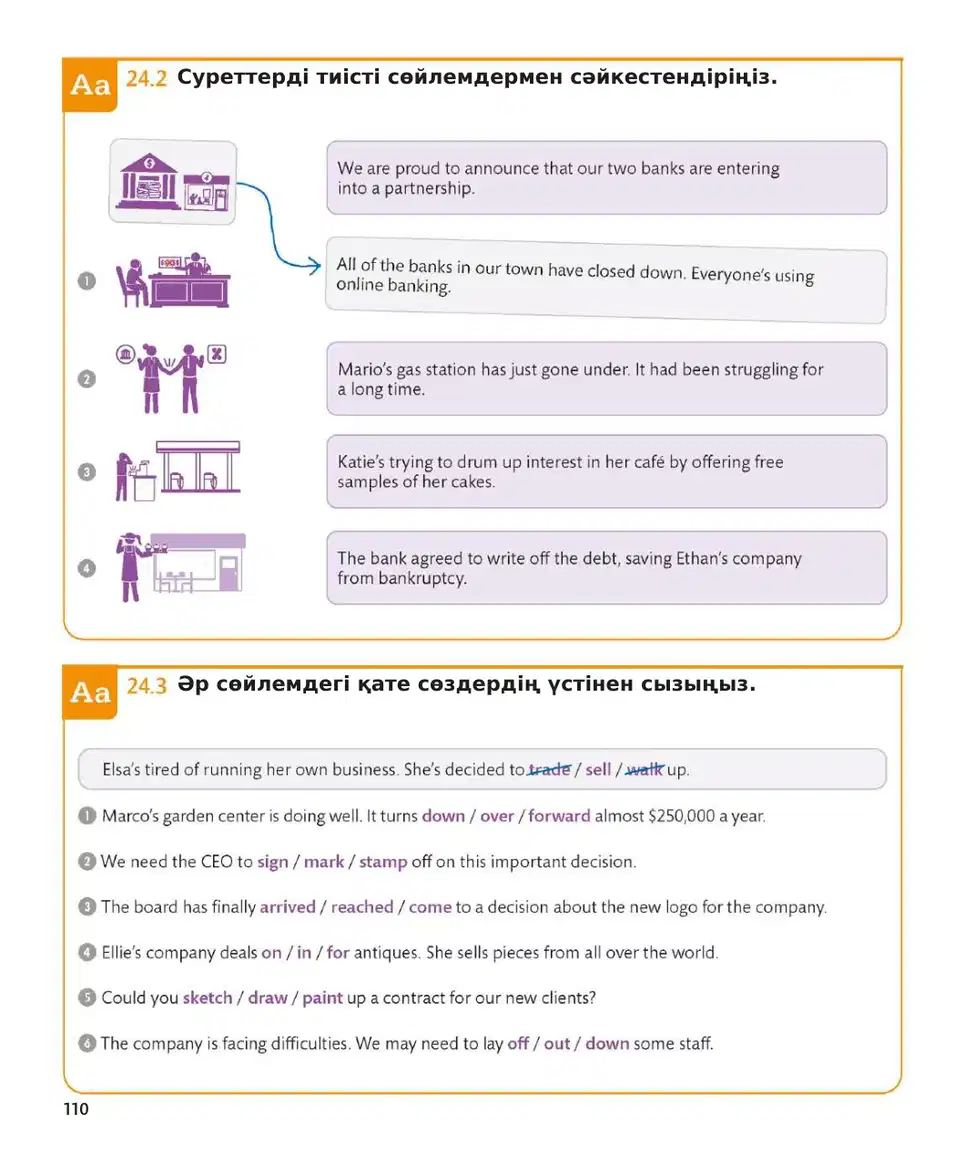 Aa 24.2 Суреттерді тиісті сөйлемдермен сәйкестендіріңіз.
We are proud to announce that our two banks are entering
into a partnership.
All of the banks in our town have closed down. Everyone's using
online banking.
1
2
Mario's gas station has just gone under. It had been struggling for
a long time.
3
Katie's trying to drum up interest in her café by offering free
samples of her cakes.
4
The bank agreed to write off the debt, saving Ethan's company
from bankruptcy.
Aa 24.3 Әр сөйлемдегі қате сөздердің үстінен сызыңыз.
Elsa's tired of running her own business. She's decided to trade / sell / walk up.
1 Marco's garden center is doing well. It turns down / over / forward almost $250,000 a year.
2 We need the CEO to sign / mark / stamp off on this important decision.
3 The board has finally arrived / reached / come to a decision about the new logo for the company.
4 Ellie's company deals on / in / for antiques. She sells pieces from all over the world.
5 Could you sketch / draw / paint up a contract for our new clients?
6 The company is facing difficulties. We may need to lay off / out / down some staff.
110